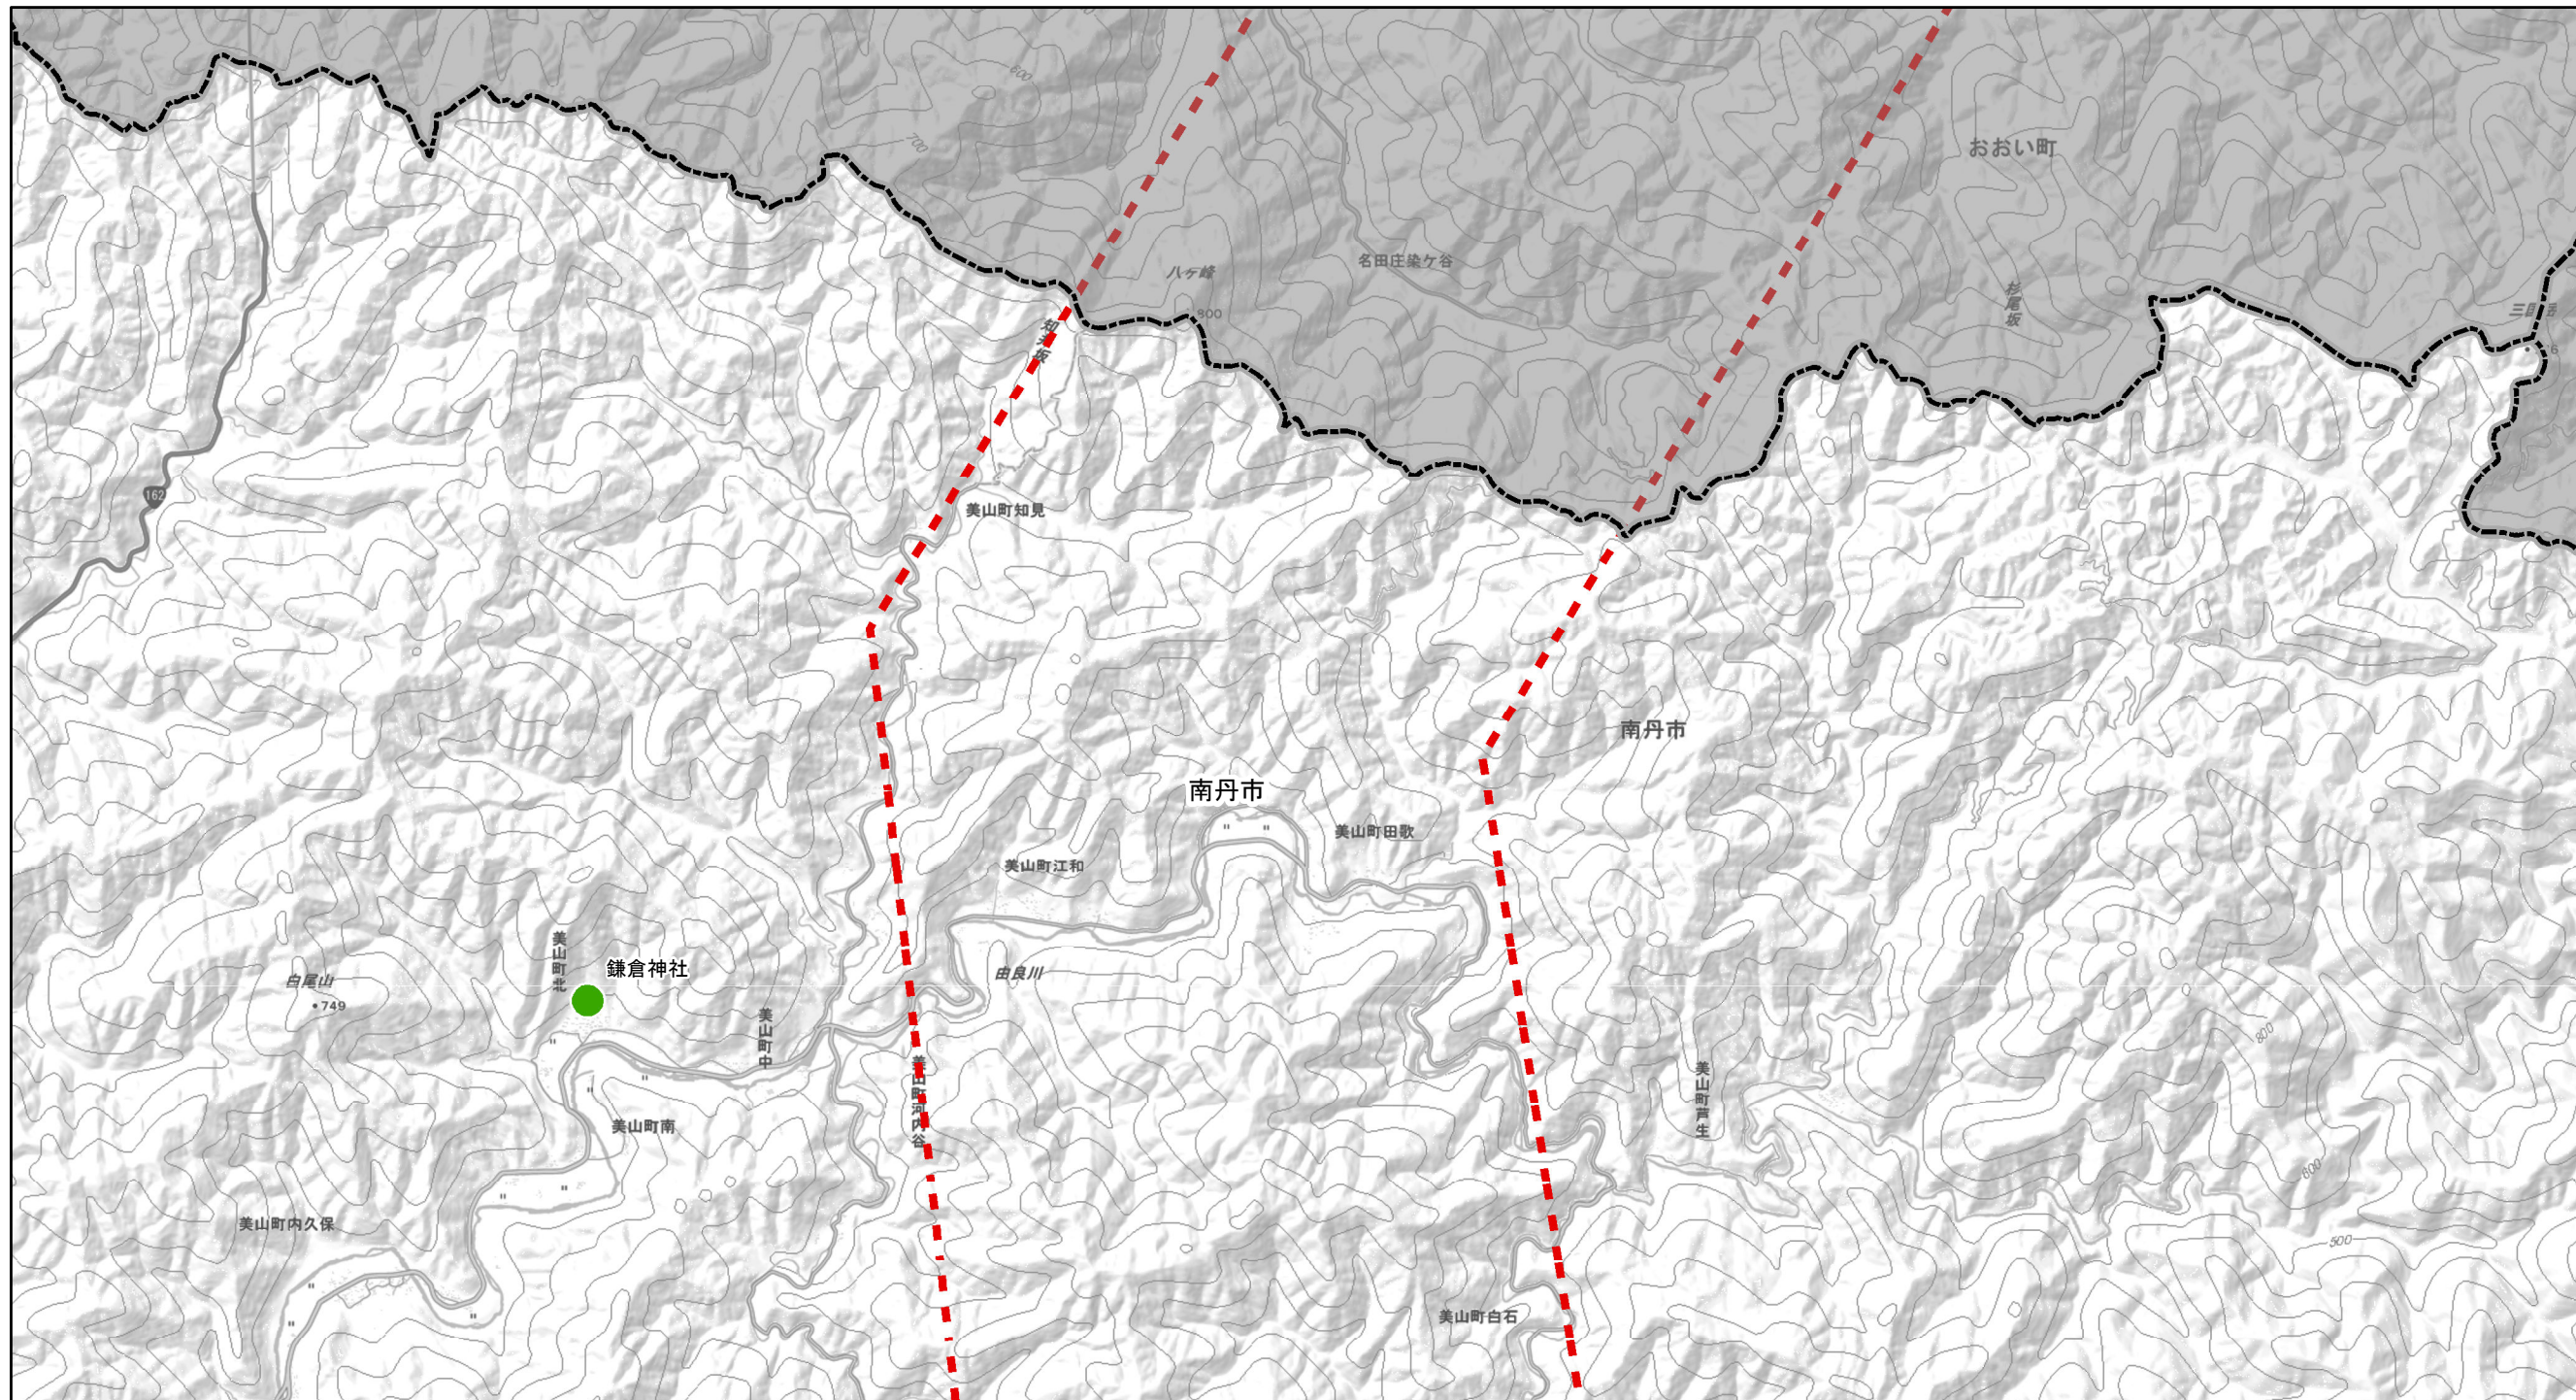 600
700
おおい町
名田庄染ケ谷
八ヶ峰
800
杉尾坂
162
美山町知見
南丹市
南丹市
美山町田歌
美山町江和
美山町北
鎌倉神社
白尾山
749
由良川
美山町中
美山町河内谷
美山町芦生
美山町南
800
600
美山町内久保
500
美山町白石